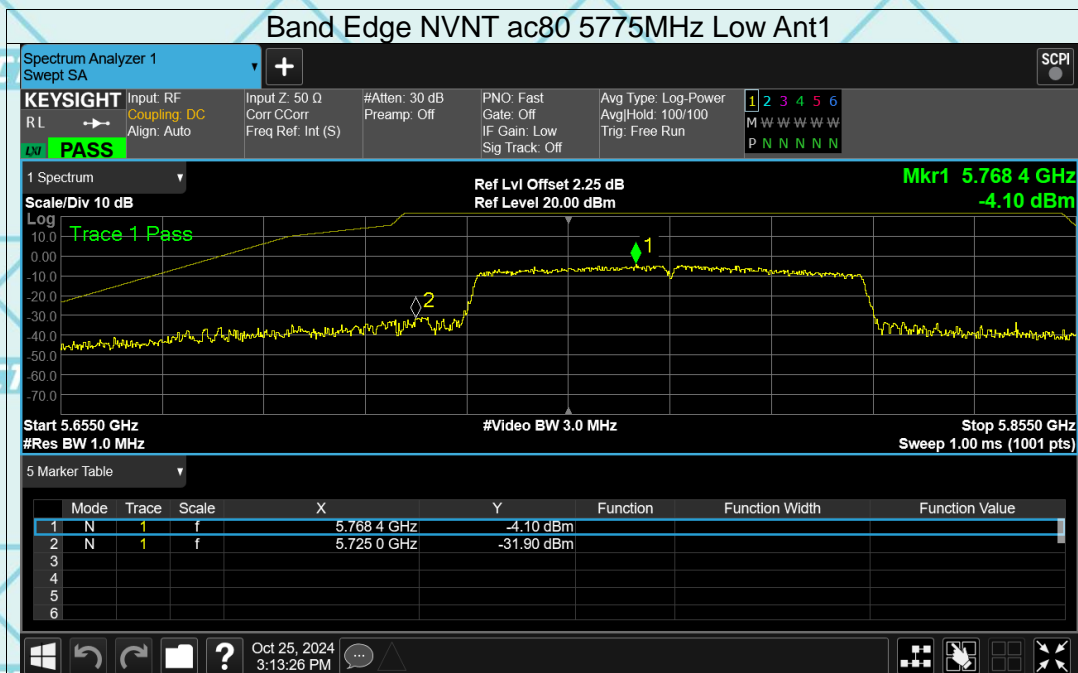 Band Edge NVNT ac80 5775MHz Low Ant1
Spectrum Analyzer 1
Swept SA
+
SCPI
KEYSIGHT Input: RF Input Z: 50 Ω #Atten: 30 dB PNO: Fast Avg Type: Log-Power 1 2 3 4 5 6
R L Coupling: DC Corr CCorr Preamp: Off Gate: Off Avg|Hold: 100/100 M W W W W W
Align: Auto Freq Ref: Int (S) IF Gain: Low Trig: Free Run
LXI PASS Sig Track: Off P N N N N N
1 Spectrum
Ref Lvl Offset 2.25 dB
Mkr1 5.768 4 GHz
Scale/Div 10 dB
Ref Level 20.00 dBm
-4.10 dBm
Log
Trace 1 Pass
10.0
0.00
-10.0
-20.0
-30.0
-40.0
-50.0
-60.0
-70.0
1
2
Start 5.6550 GHz #Video BW 3.0 MHz Stop 5.8550 GHz
#Res BW 1.0 MHz Sweep 1.00 ms (1001 pts)
5 Marker Table
Mode Trace Scale X Y Function Function Width Function Value
1 N 1 f 5.768 4 GHz -4.10 dBm
2 N 1 f 5.725 0 GHz -31.90 dBm
3
4
5
6
?
Oct 25, 2024
3:13:26 PM